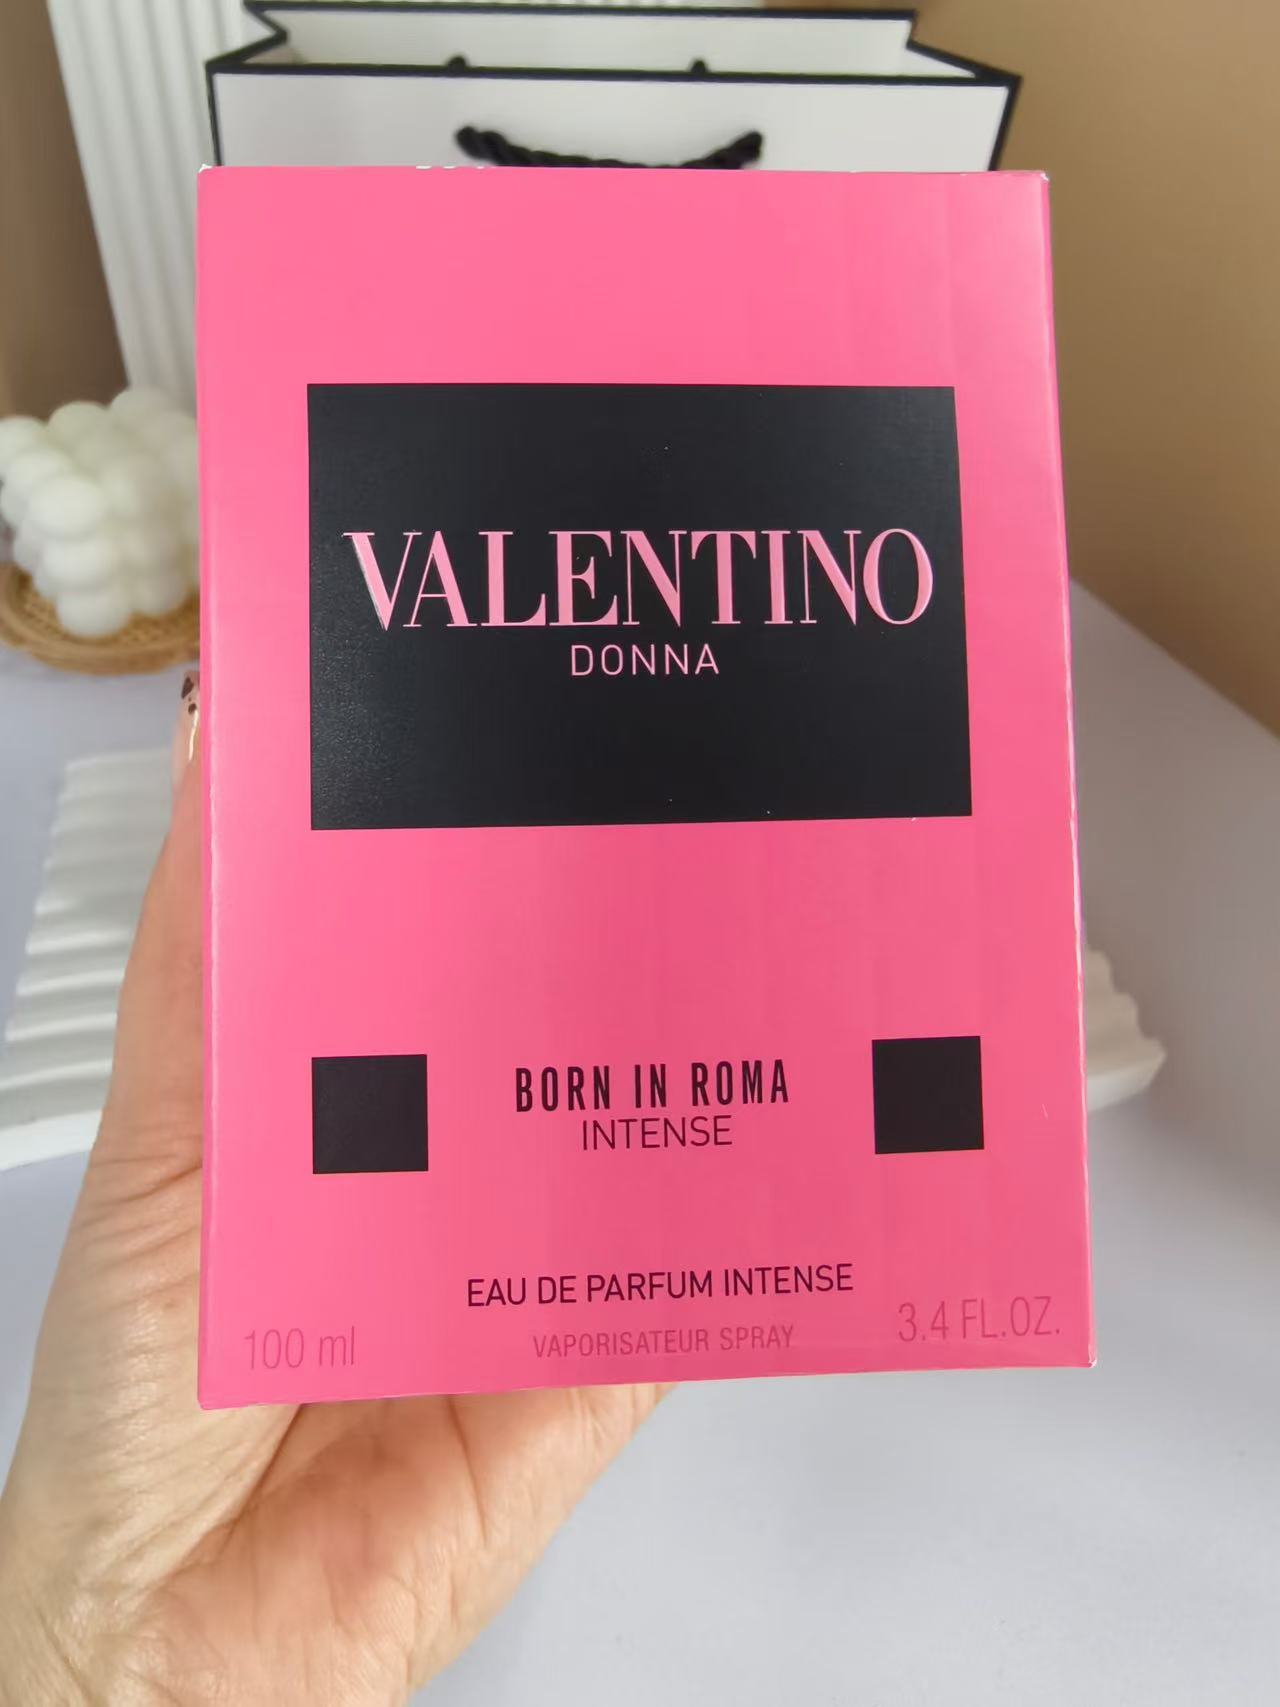 VALENTINO
DONNA
BORN IN ROMA
INTENSE
EAU DE PARFUM INTENSE
100 ml
VAPORISATEUR SPRAY
3.4 FL.OZ.